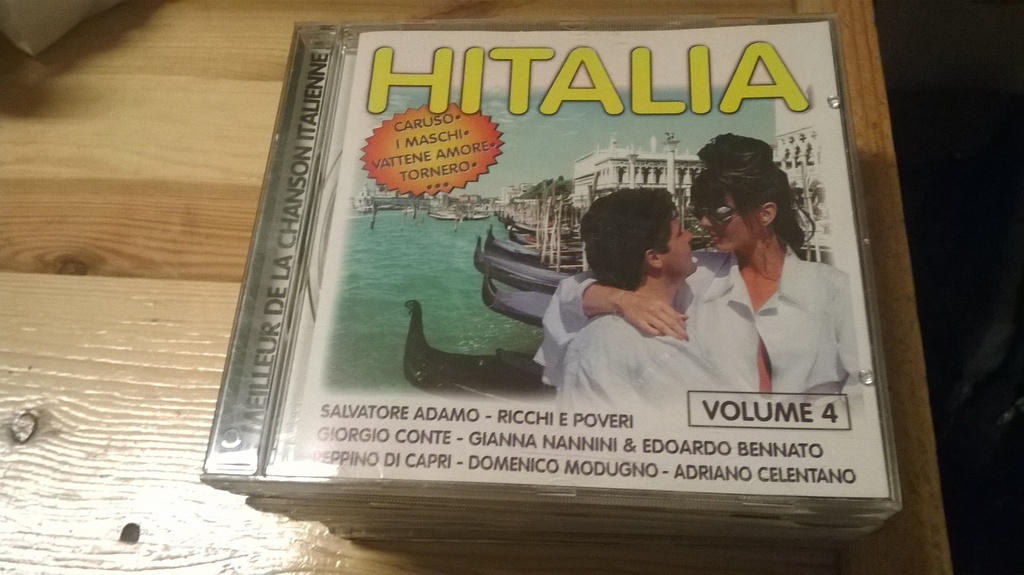 HITALIA
CARUSO•
I MASCHI•
VATTENE AMORE•
TORNERO•
•••
MEILLEUR DE LA CHANSON ITALIENNE
VOLUME 4
SALVATORE ADAMO - RICCHI E POVERI
GIORGIO CONTE - GIANNA NANNINI & EDOARDO BENNATO
PEPPINO DI CAPRI - DOMENICO MODUGNO - ADRIANO CELENTANO